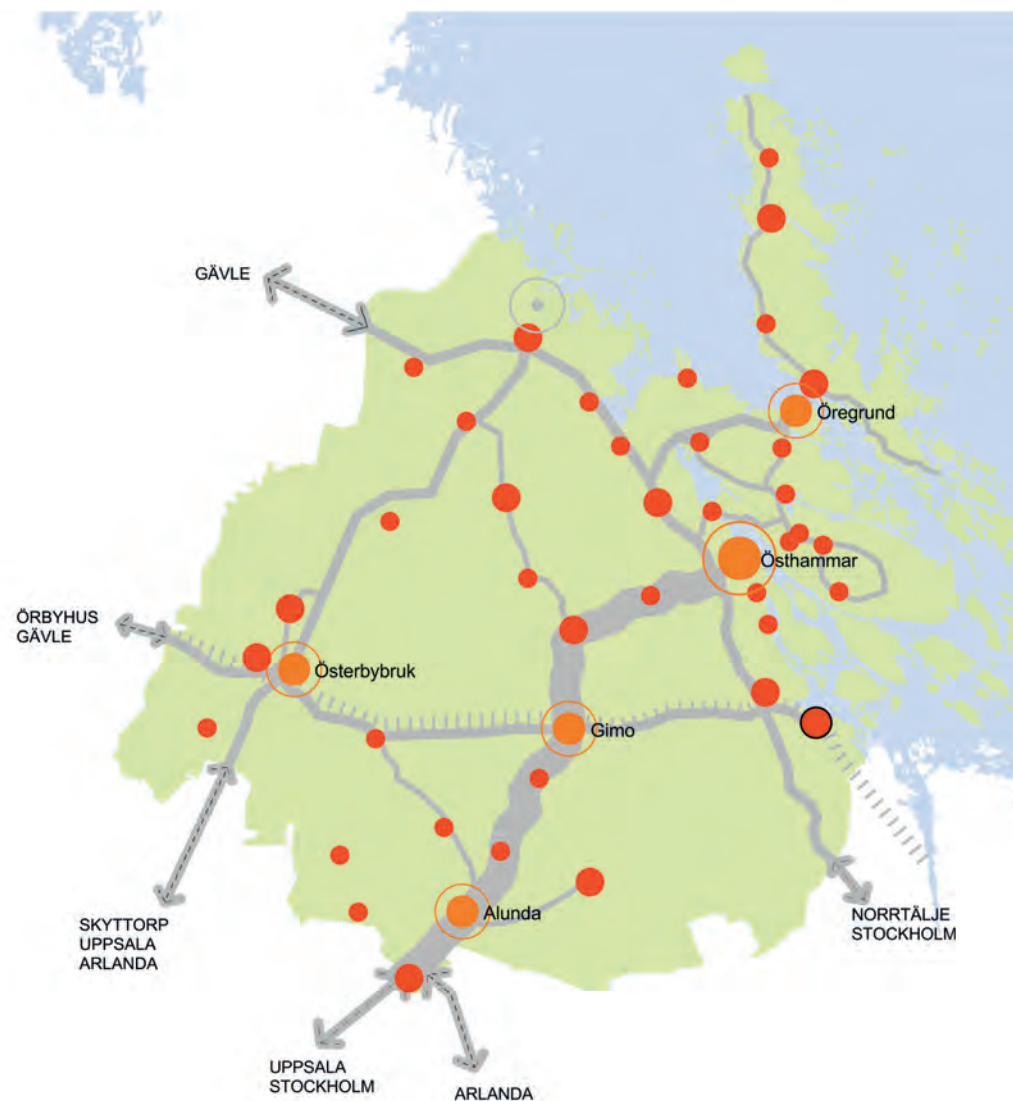 GÄVLE
Öregrund
Östhammar
ÖRBYHUS
GÄVLE
Österbybruk
Gimo
Alunda
SKYTTORP
UPPSALA
ARLANDA
NORRTÄLJE
STOCKHOLM
UPPSALA
STOCKHOLM
ARLANDA